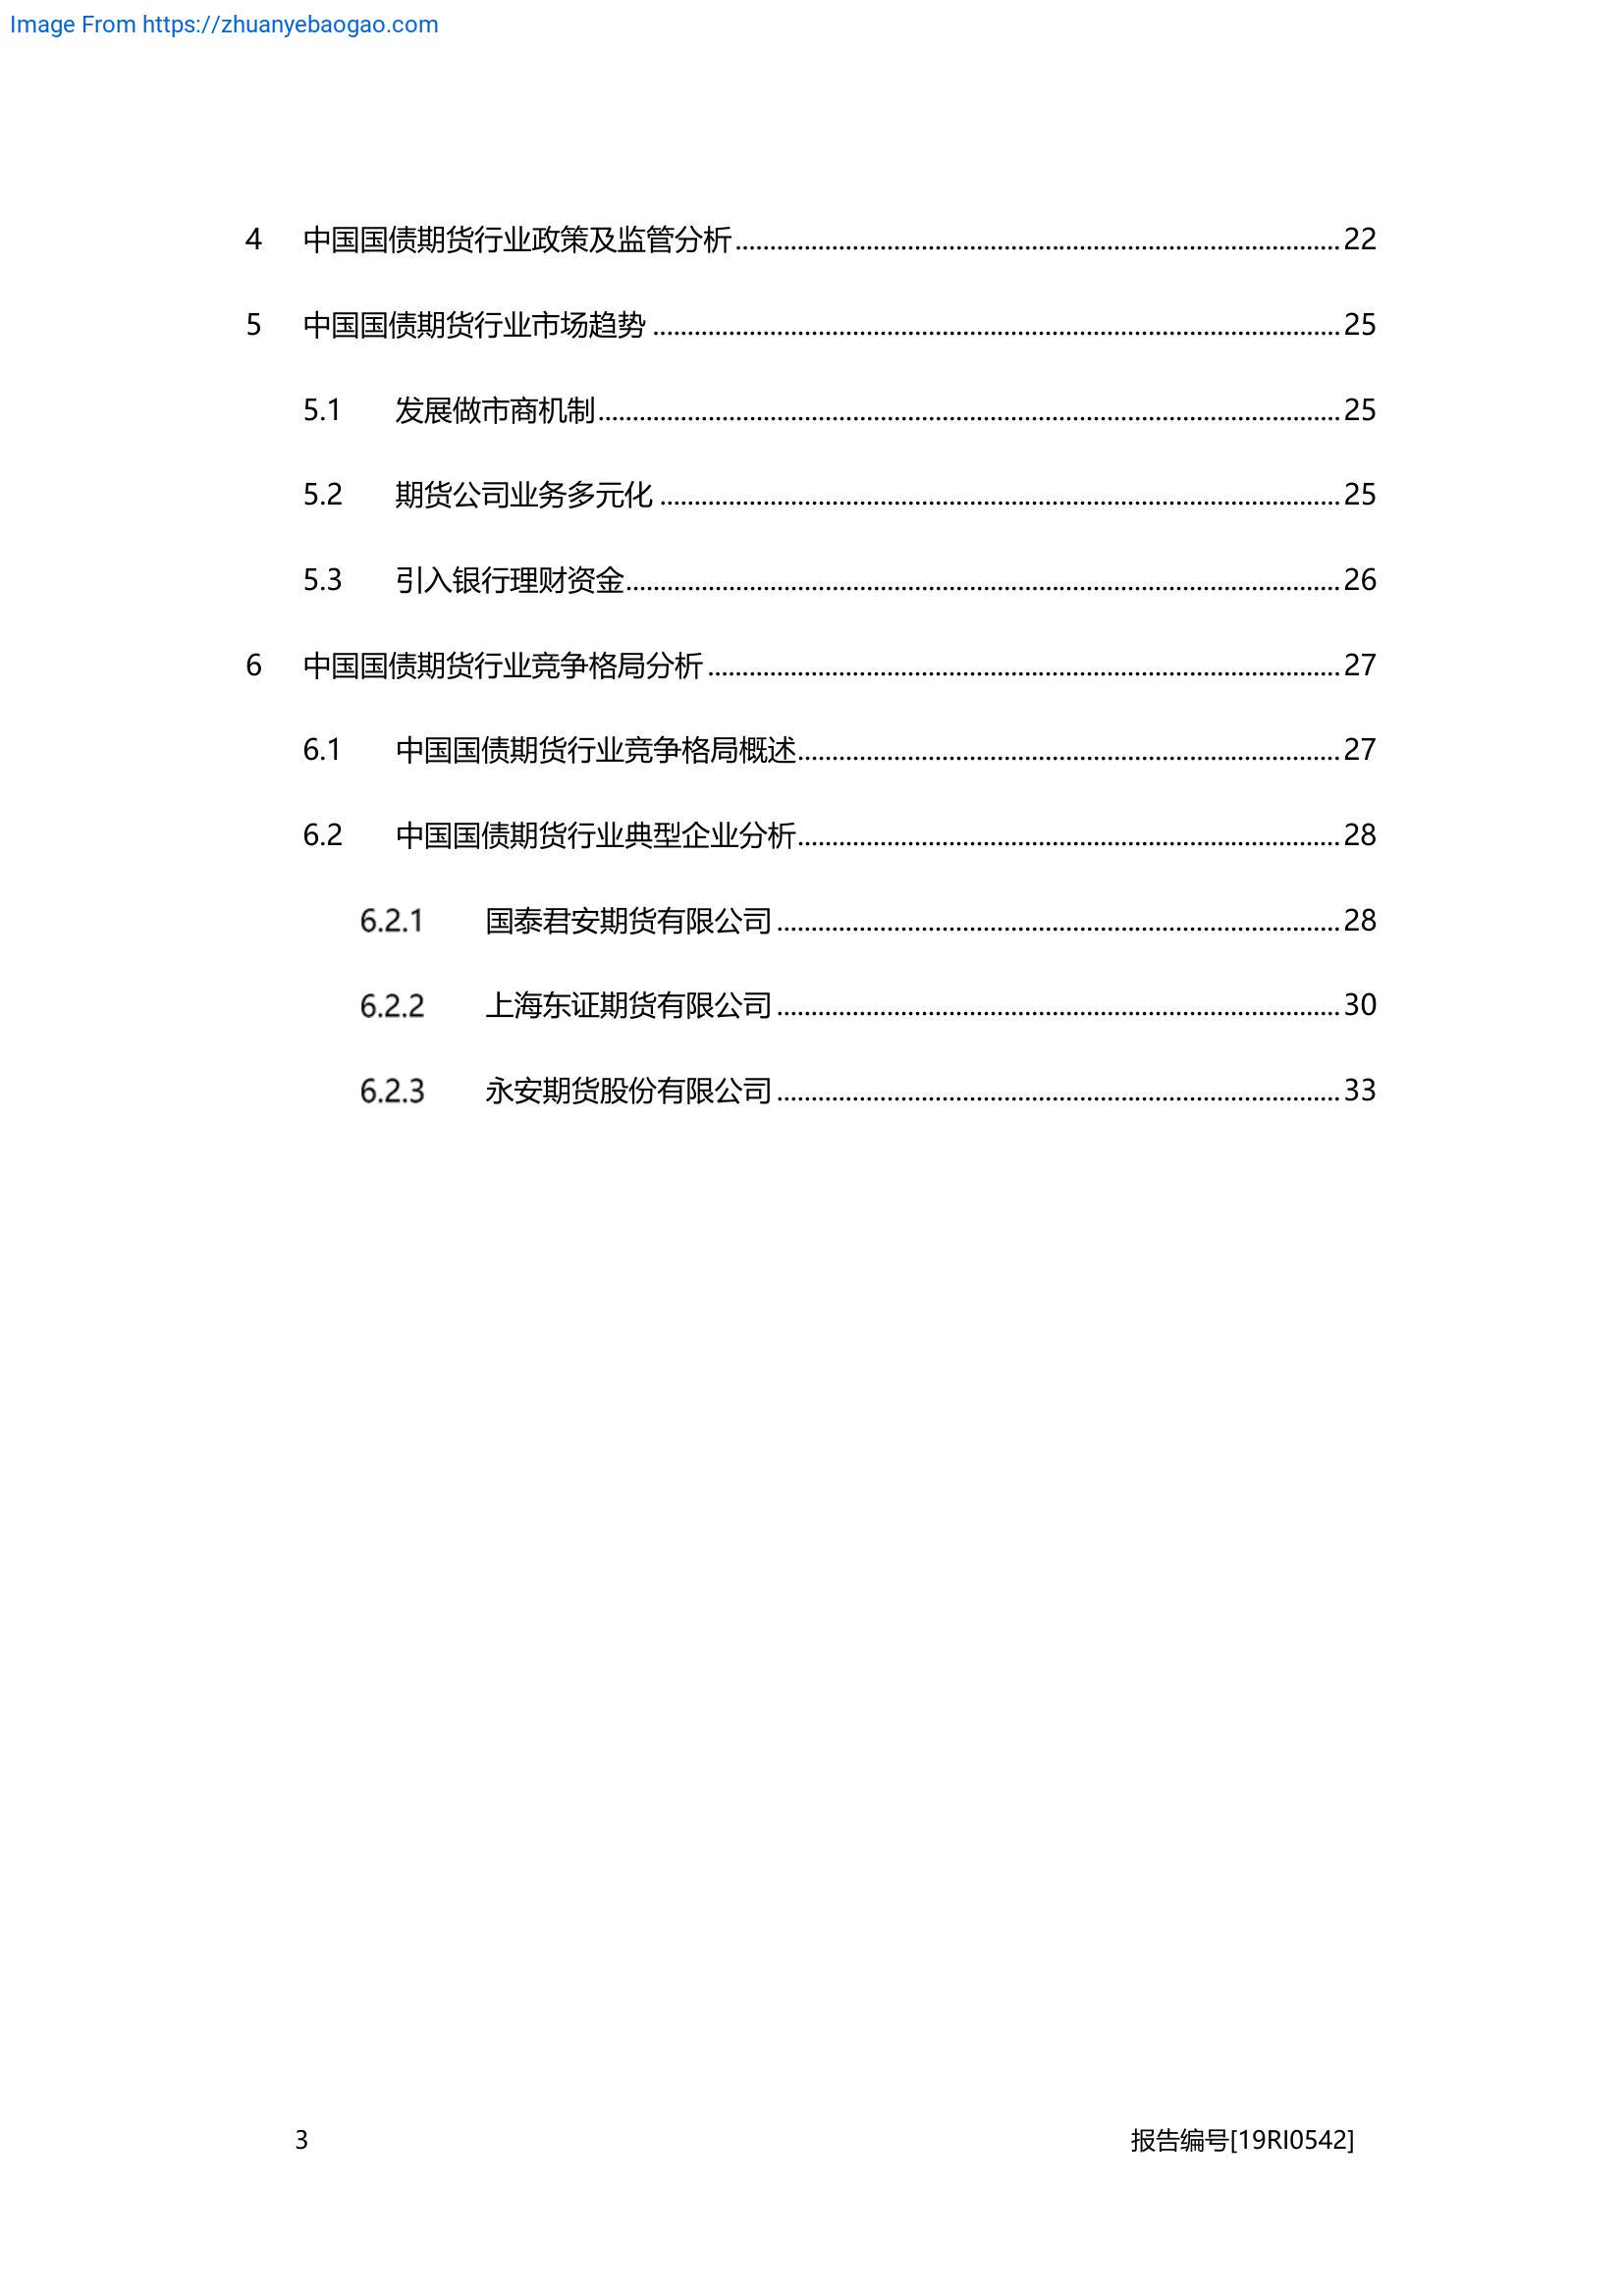 Image From https://zhuanyebaogao.com
4 中国国债期货行业政策及监管分析 22
5 中国国债期货行业市场趋势 25
5.1 发展做市商机制 25
5.2 期货公司业务多元化 25
5.3 引入银行理财资金 26
6 中国国债期货行业竞争格局分析 27
6.1 中国国债期货行业竞争格局概述 27
6.2 中国国债期货行业典型企业分析 28
6.2.1 国泰君安期货有限公司 28
6.2.2 上海东证期货有限公司 30
6.2.3 永安期货股份有限公司 33
3 报告编号[19RI0542]